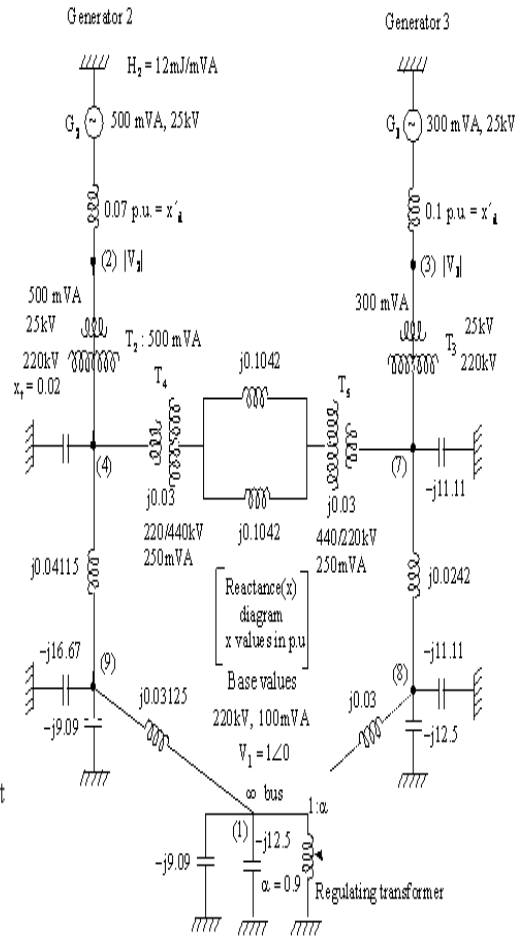 Generator 2
Generator 3
H₂ = 12mJ/mVA
500 mVA, 25kV
300 mVA, 25kV
0.07 p.u.= x′
0.1 p.u = x′
(2) |V
(3) |V
500 mVA
25kV
220kV
xₜ = 0.02
T₂ : 500 mVA
300 mVA
25kV
220kV
T₃
T₄
j0.1042
T₅
(4)
(7)
j0.03
220/440kV
250mVA
j0.1042
j0.03
440/220kV
250mVA
−j11.11
j0.04115
j0.0242
Reactance(x)
diagram
x values in p.u
Base values
220kV, 100mVA
V₁ = 1∠0
∞ bus
−j16.67
(9)
−j9.09
j0.03125
j0.03
(8)
−j11.11
−j12.5
t
(1)
1:α
−j9.09
−j12.5
α = 0.9
Regulating transformer